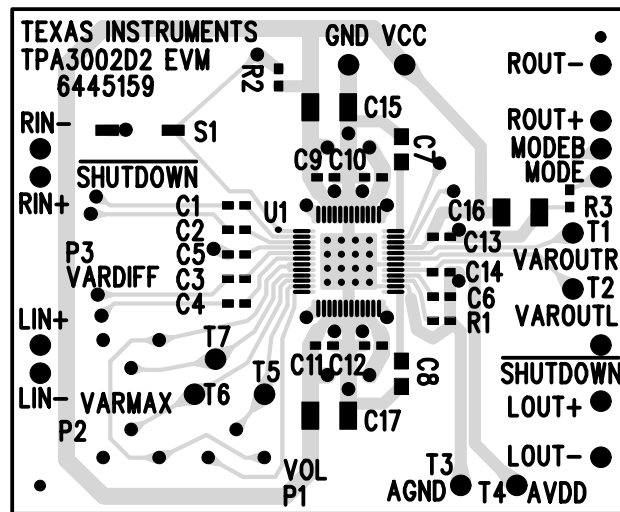 TEXAS INSTRUMENTS
TPA3002D2 EVM
6445159
GND VCC
ROUT-
R2
C15
ROUT+
RIN-
S1
C7
MODEB
SHUTDOWN
C9 C10
MODE
RIN+
C1
U1
C16
R3
C2
T1
C13
P3
C5
VARDIFF
VAROUTR
C3
C14
T2
C4
C6
LIN+
R1
VAROUTL
T7
C11 C12
C8
SHUTDOWN
LIN-
VARMAX
T6
T5
LOUT+
P2
C17
VOL
T3
LOUT-
P1
AGND
T4
AVDD